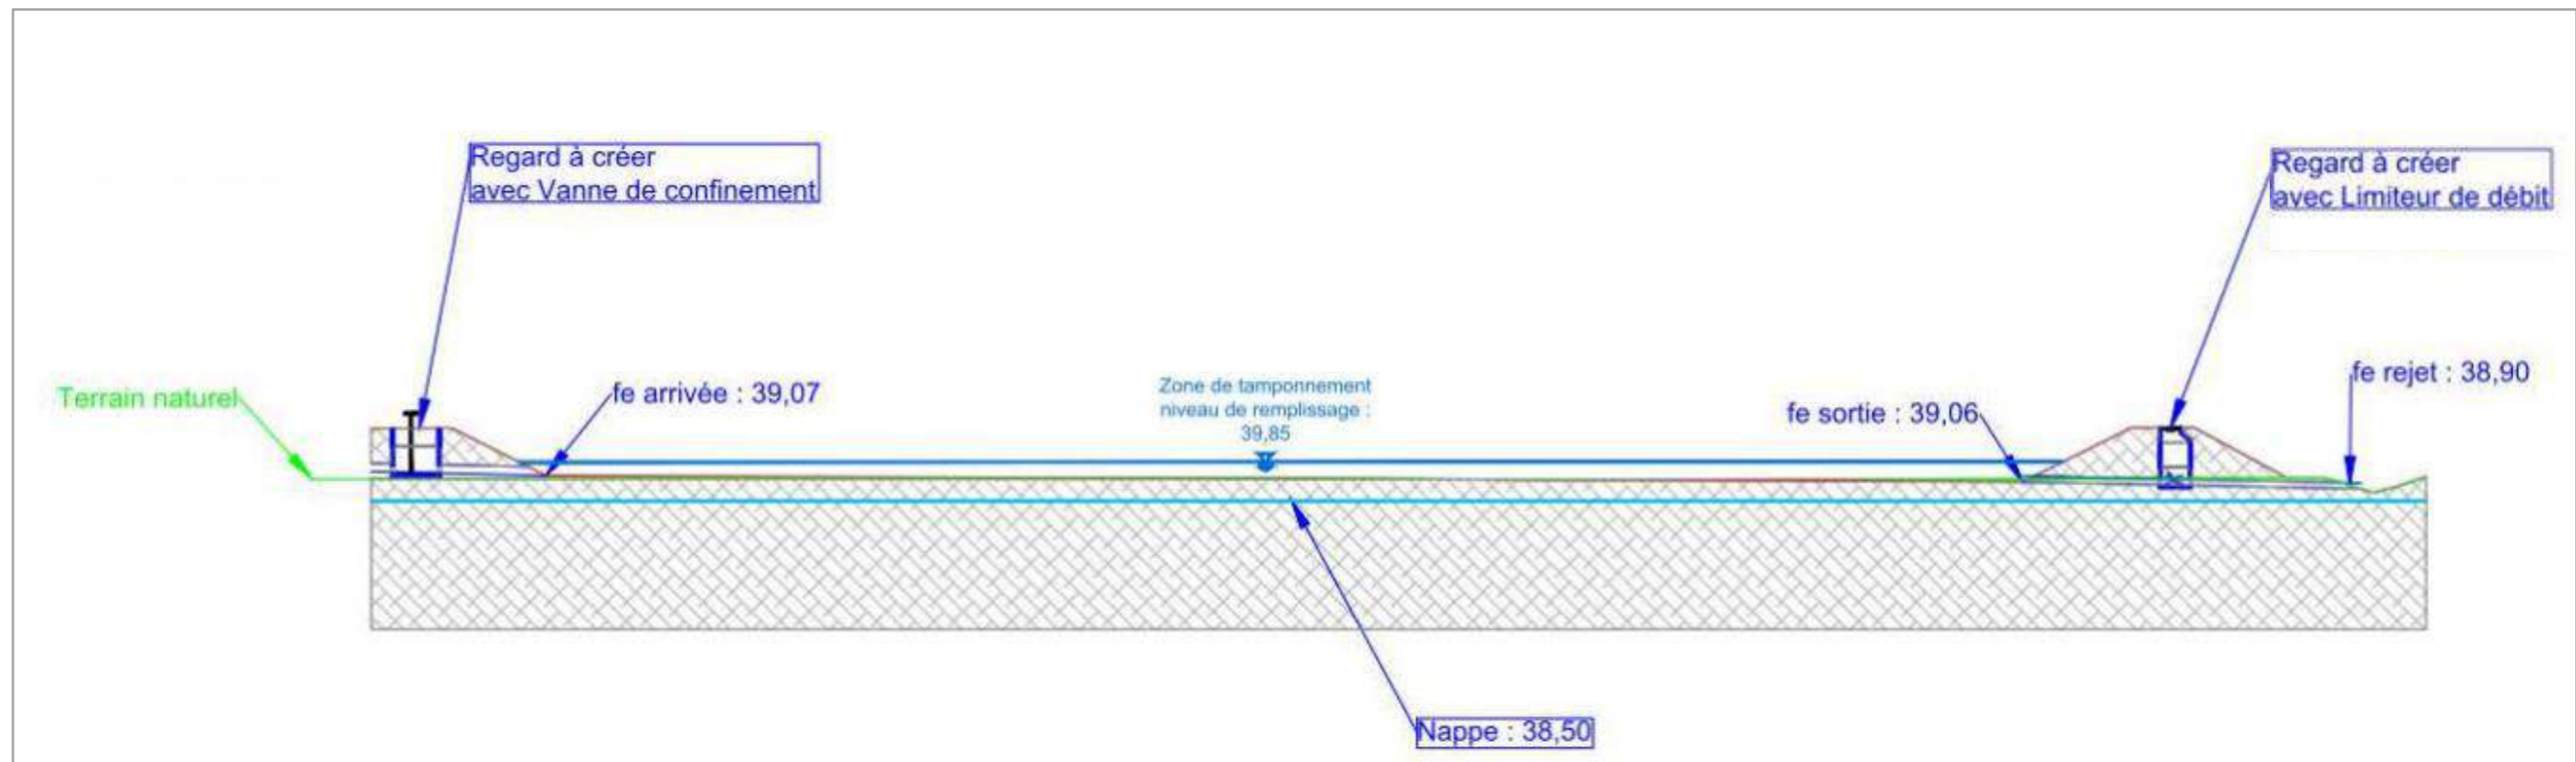 Regard à créer
avec Vanne de confinement
Regard à créer
avec Limiteur de débit
Terrain naturel
fe arrivée : 39,07
Zone de tamponnement
niveau de remplissage :
39,85
fe sortie : 39,06
fe rejet : 38,90
Nappe : 38,50